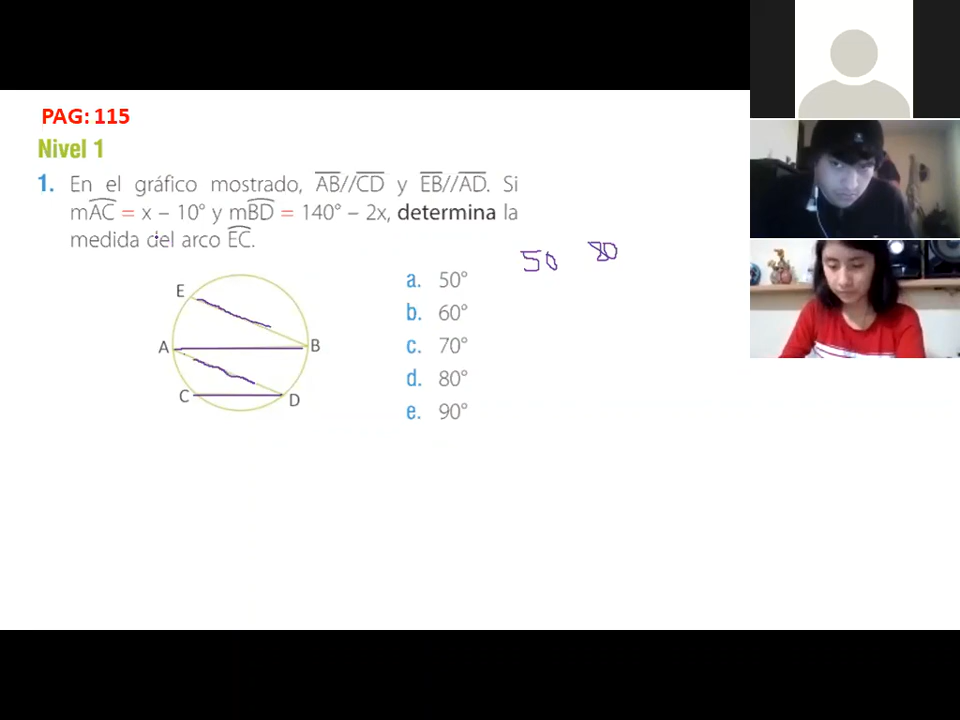 PAG: 115
Nivel 1
1. En el gráfico mostrado, AB//CD y EB//AD. Si
mAC = x – 10° y mBD = 140° – 2x, determina la
medida del arco EC.
50 80
a. 50°
b. 60°
c. 70°
d. 80°
e. 90°
E
A
B
C
D